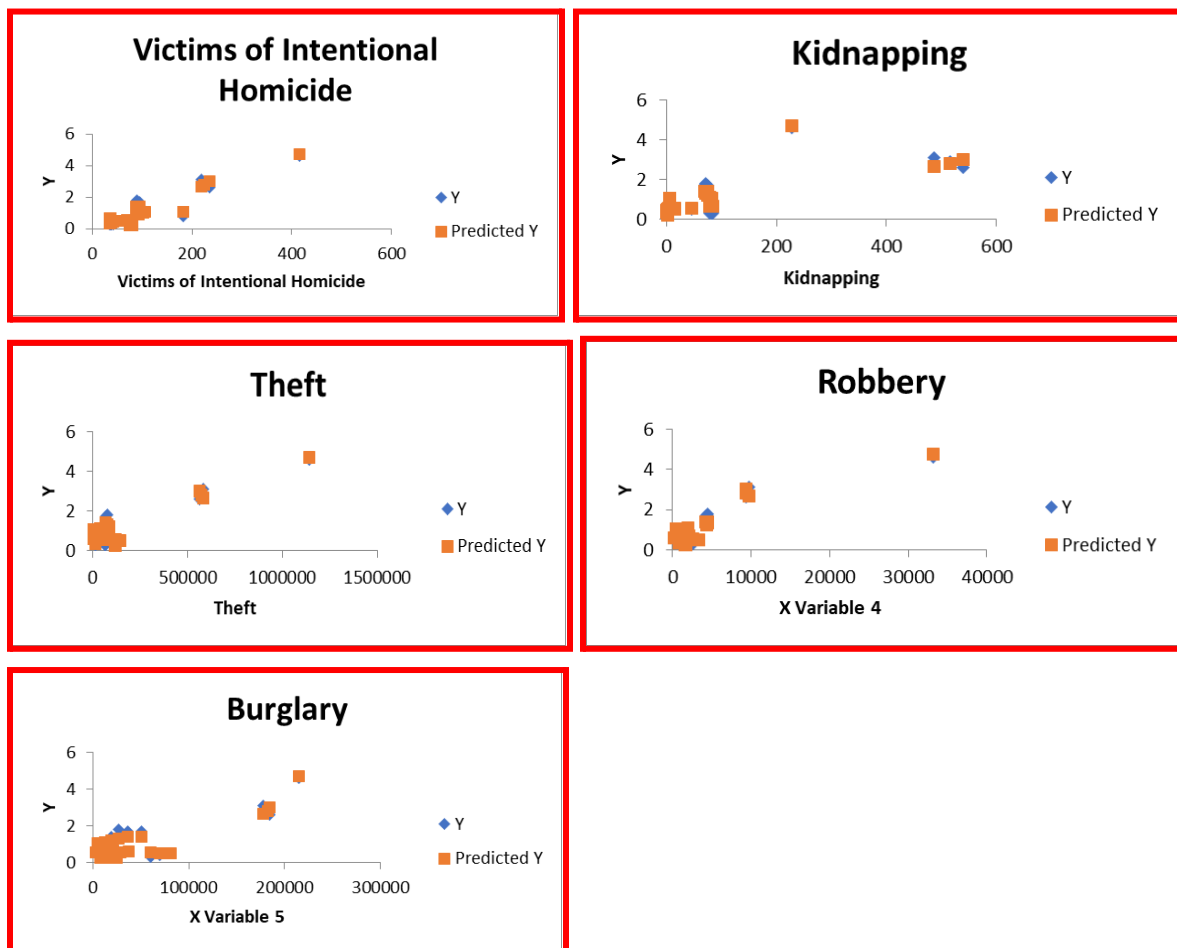 Victims of Intentional
Homicide
6
4
2
0
Y
0 200 400 600
Victims of Intentional Homicide
Y
Predicted Y
Kidnapping
6
4
2
0
Y
0 200 400 600
Kidnapping
Y
Predicted Y
Theft
6
4
2
0
Y
0 500000 1000000 1500000
Theft
Y
Predicted Y
Robbery
6
4
2
0
Y
0 10000 20000 30000 40000
X Variable 4
Y
Predicted Y
Burglary
6
4
2
0
Y
0 100000 200000 300000
X Variable 5
Y
Predicted Y